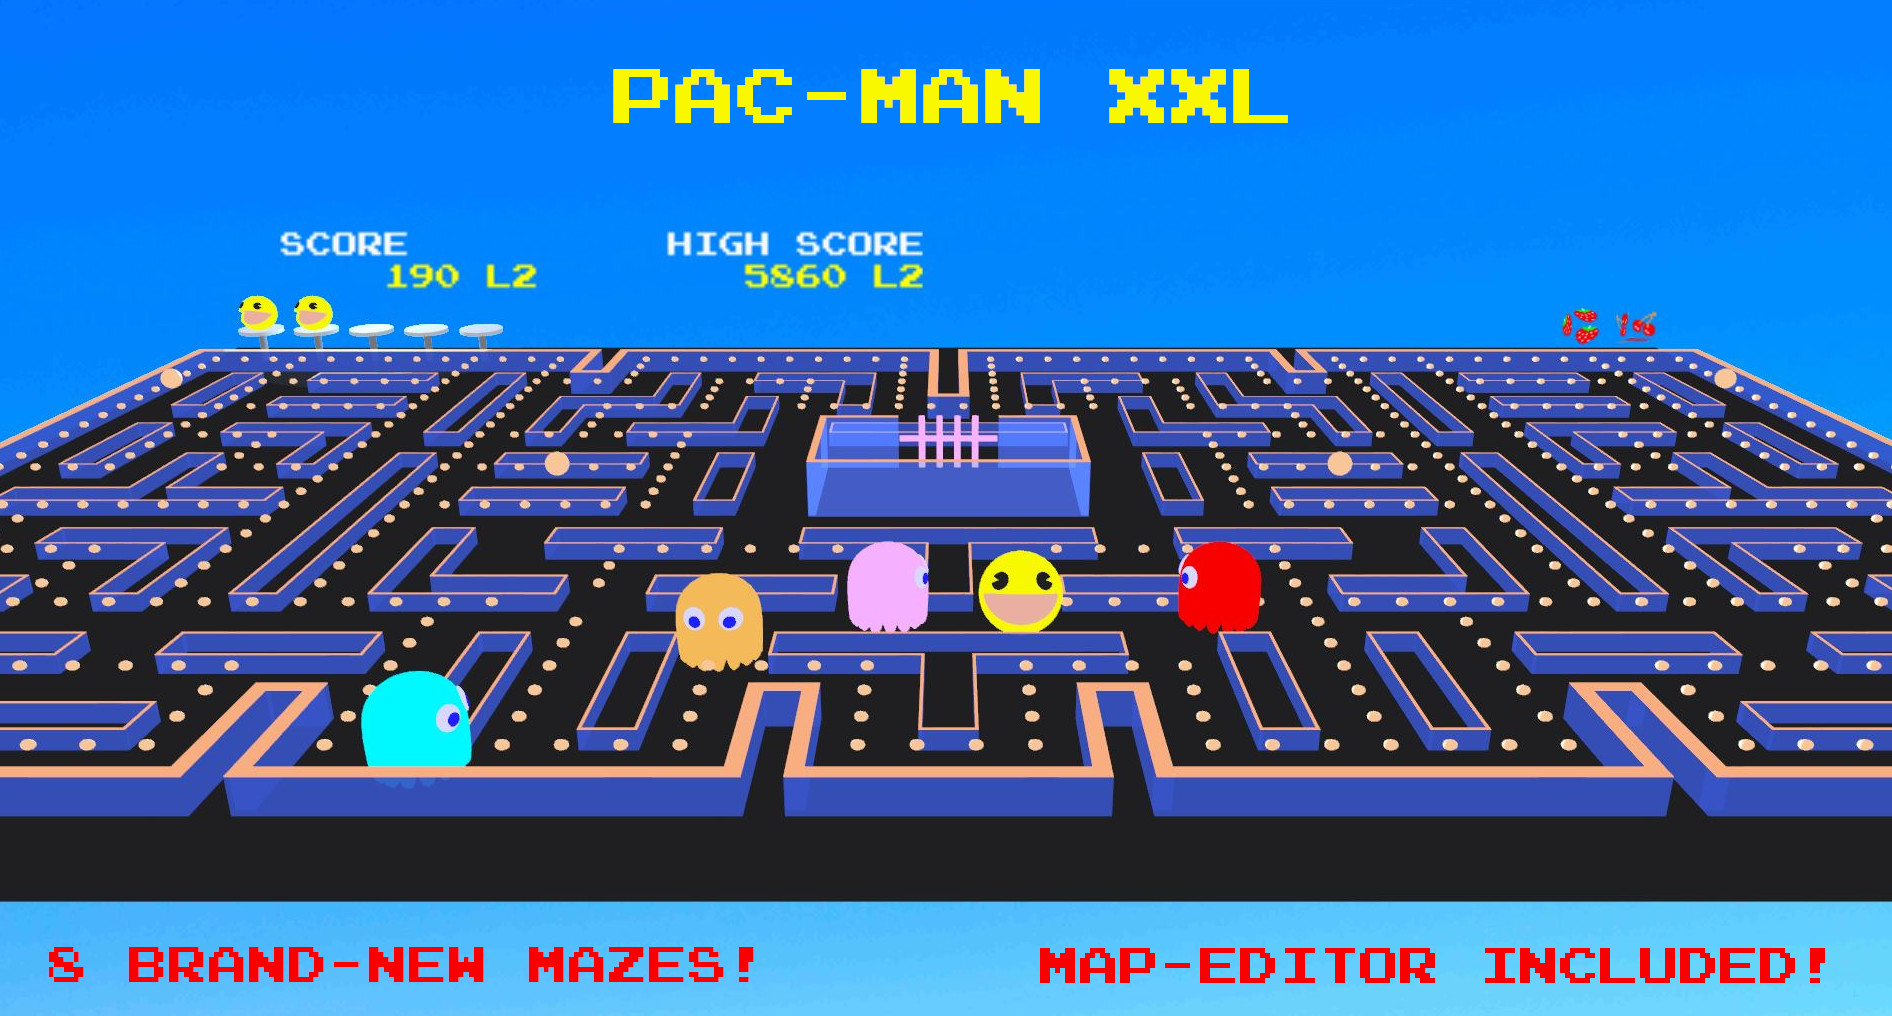 PAC-MAN XXL
SCORE
190 L2
HIGH SCORE
5860 L2
8 BRAND-NEW MAZES!
MAP-EDITOR INCLUDED!